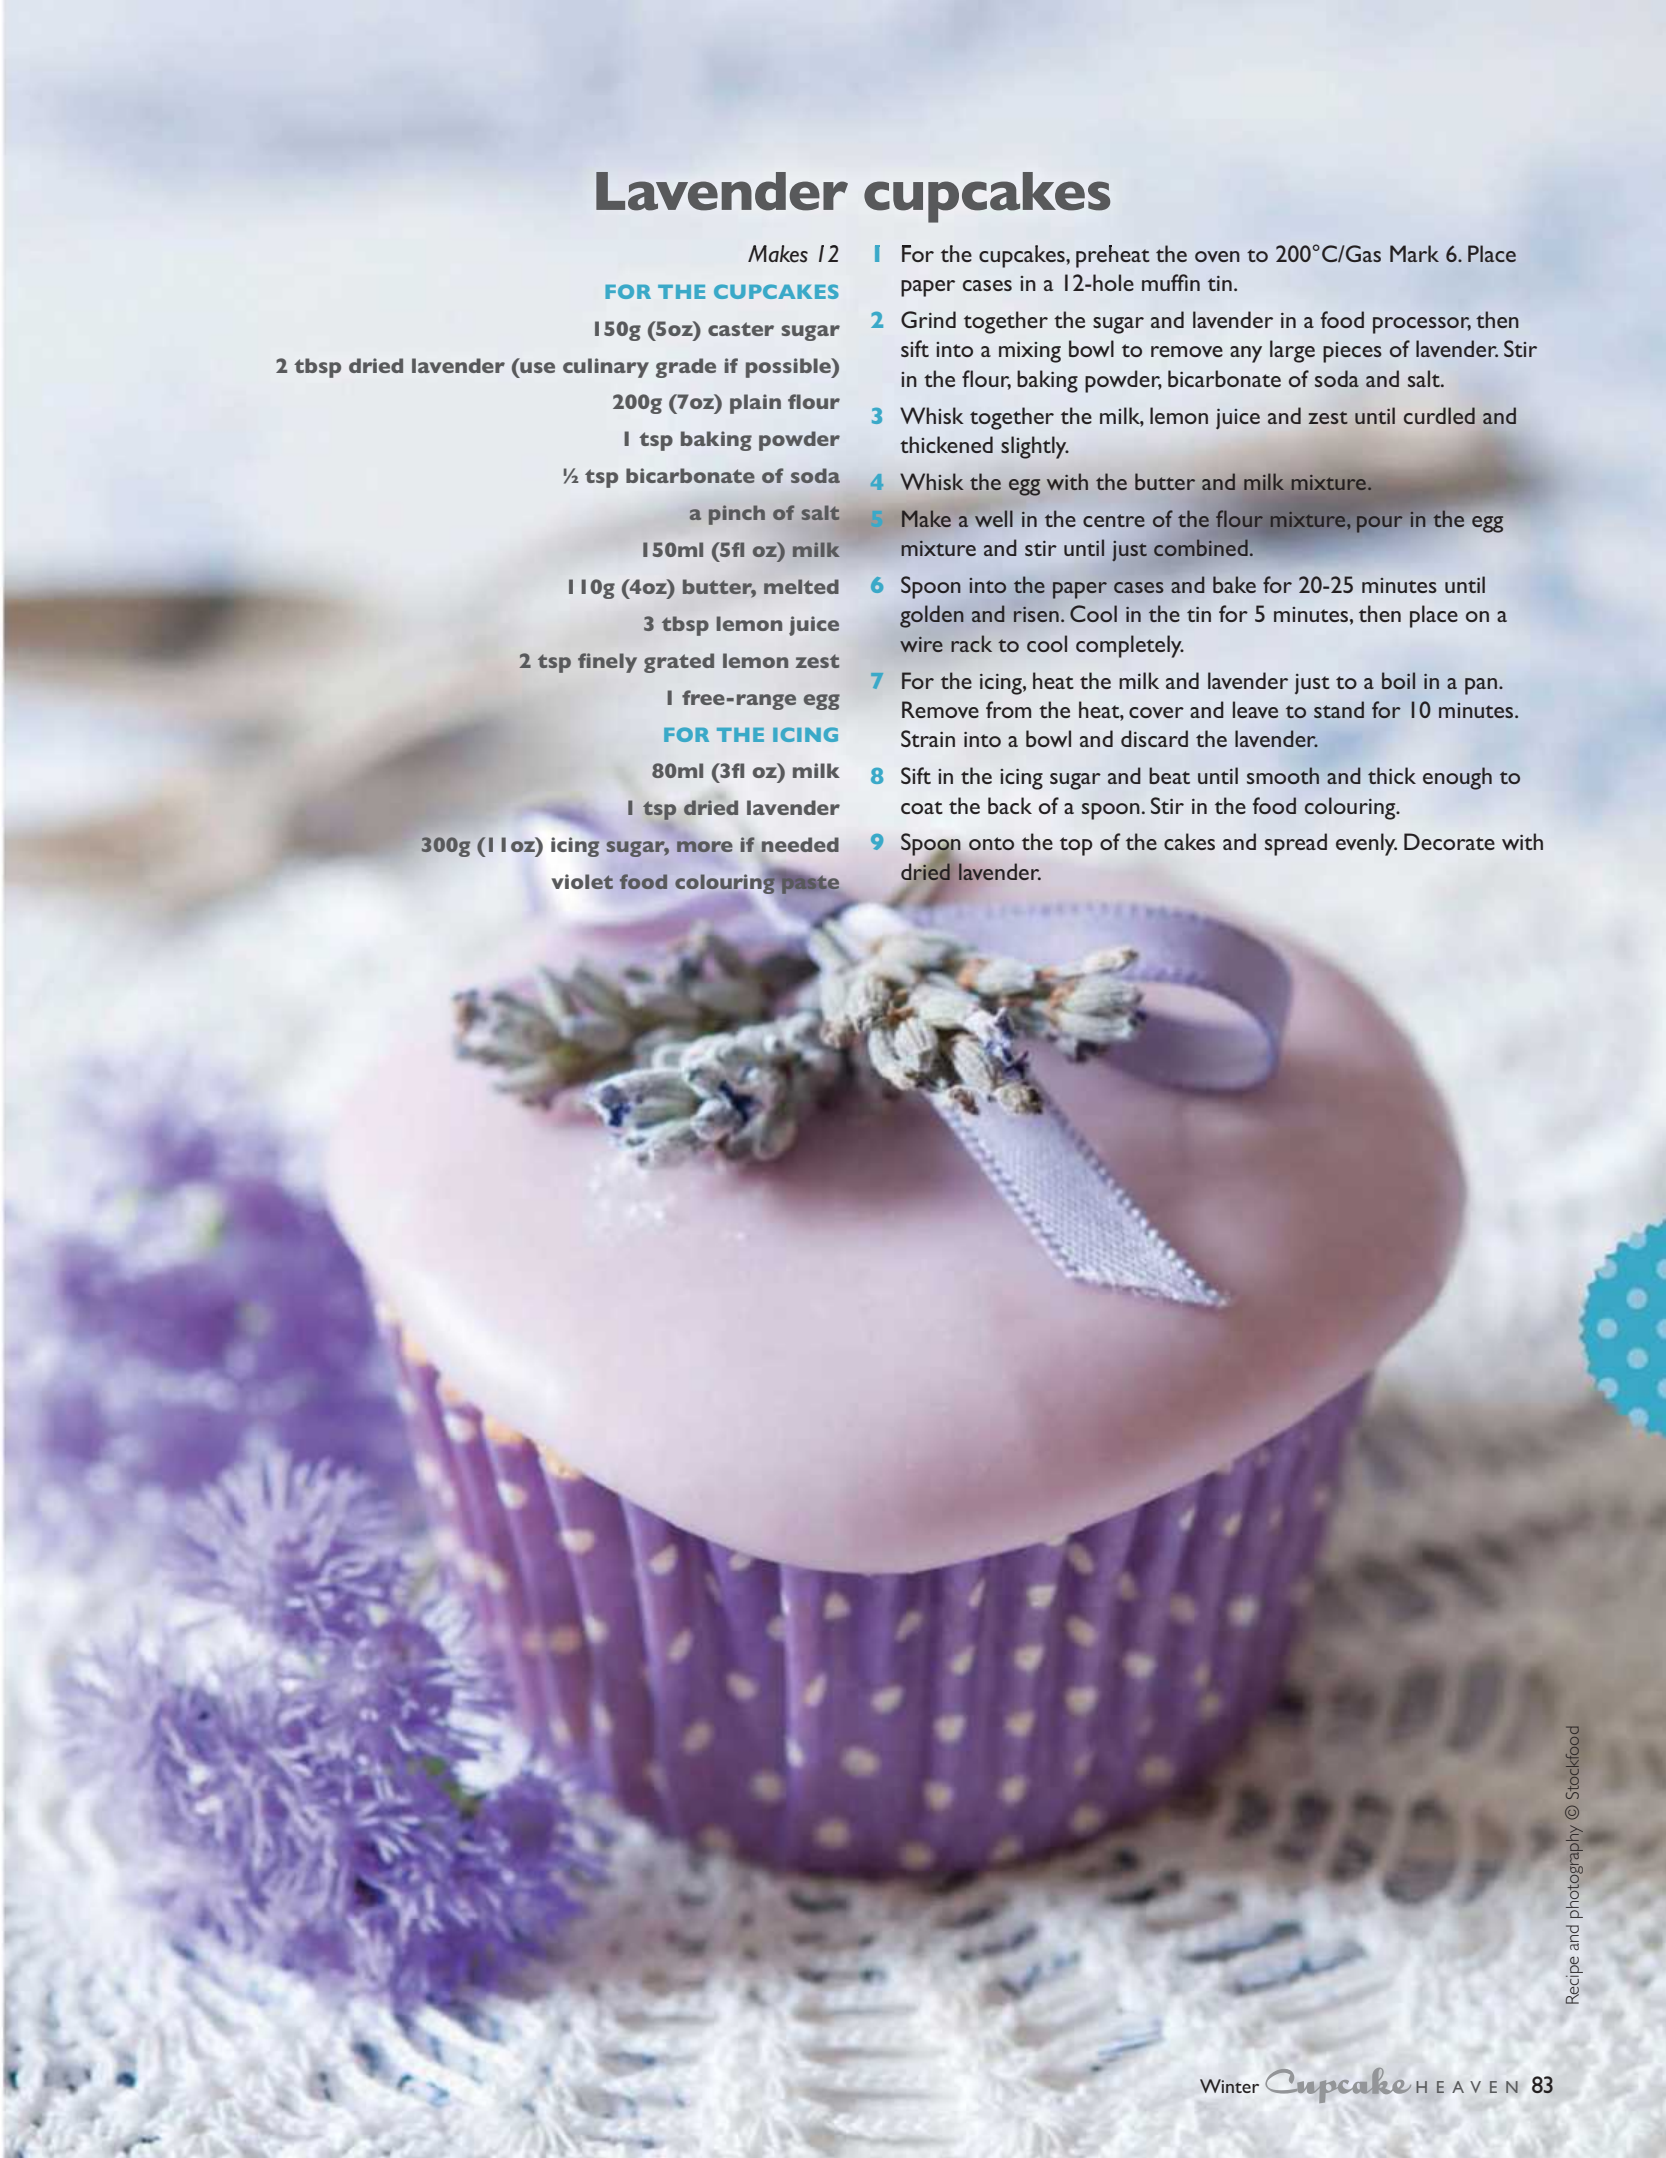 Lavender cupcakes
Makes 12
FOR THE CUPCAKES
150g (5oz) caster sugar
2 tbsp dried lavender (use culinary grade if possible)
200g (7oz) plain flour
1 tsp baking powder
½ tsp bicarbonate of soda
a pinch of salt
150ml (5fl oz) milk
110g (4oz) butter, melted
3 tbsp lemon juice
2 tsp finely grated lemon zest
1 free-range egg
FOR THE ICING
80ml (3fl oz) milk
1 tsp dried lavender
300g (11oz) icing sugar, more if needed
violet food colouring paste
1 For the cupcakes, preheat the oven to 200°C/Gas Mark 6. Place
paper cases in a 12-hole muffin tin.
2 Grind together the sugar and lavender in a food processor, then
sift into a mixing bowl to remove any large pieces of lavender. Stir
in the flour, baking powder, bicarbonate of soda and salt.
3 Whisk together the milk, lemon juice and zest until curdled and
thickened slightly.
4 Whisk the egg with the butter and milk mixture.
5 Make a well in the centre of the flour mixture, pour in the egg
mixture and stir until just combined.
6 Spoon into the paper cases and bake for 20-25 minutes until
golden and risen. Cool in the tin for 5 minutes, then place on a
wire rack to cool completely.
7 For the icing, heat the milk and lavender just to a boil in a pan.
Remove from the heat, cover and leave to stand for 10 minutes.
Strain into a bowl and discard the lavender.
8 Sift in the icing sugar and beat until smooth and thick enough to
coat the back of a spoon. Stir in the food colouring.
9 Spoon onto the top of the cakes and spread evenly. Decorate with
dried lavender.
Recipe and photography © Stockfood
Winter Cupcake HEAVEN 83